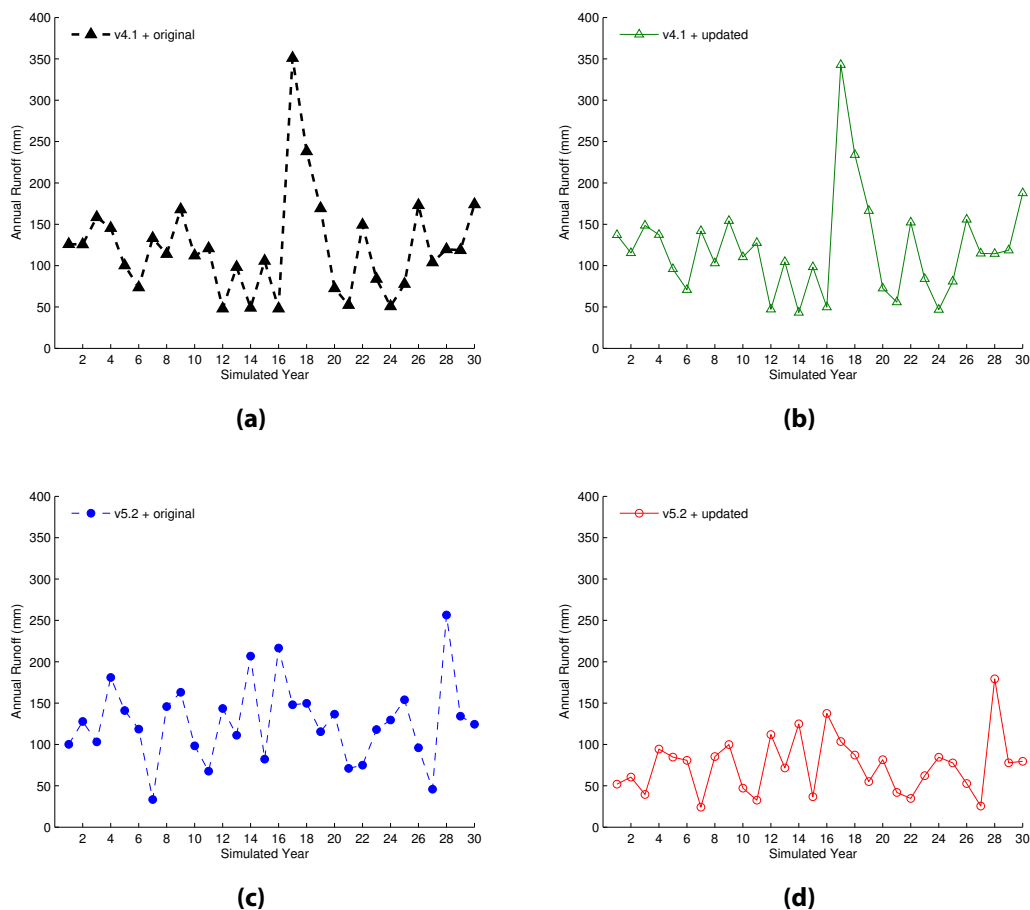 400
350
300
250
200
150
100
50
0
Annual Runoff (mm)
v4.1 + original
2 4 6 8 10 12 14 16 18 20 22 24 26 28 30
Simulated Year
(a)
400
350
300
250
200
150
100
50
0
Annual Runoff (mm)
v4.1 + updated
2 4 6 8 10 12 14 16 18 20 22 24 26 28 30
Simulated Year
(b)
400
350
300
250
200
150
100
50
0
Annual Runoff (mm)
v5.2 + original
2 4 6 8 10 12 14 16 18 20 22 24 26 28 30
Simulated Year
(c)
400
350
300
250
200
150
100
50
0
Annual Runoff (mm)
v5.2 + updated
2 4 6 8 10 12 14 16 18 20 22 24 26 28 30
Simulated Year
(d)